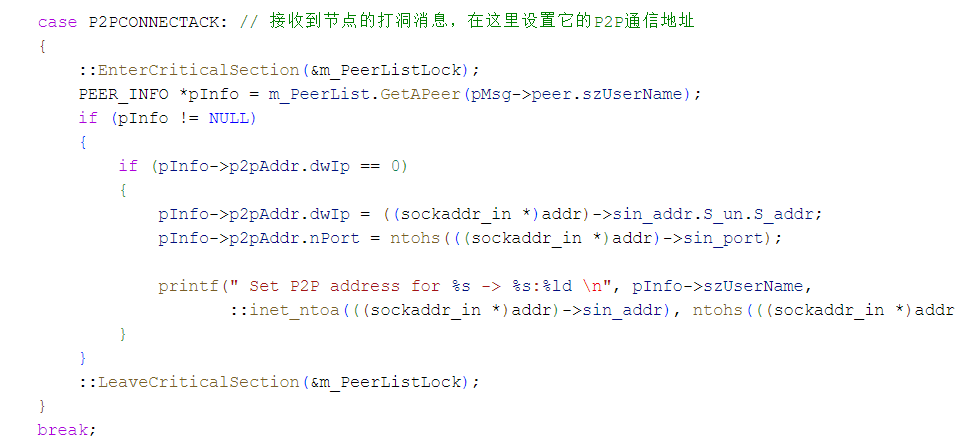 case P2PCONNECTACK: // 接收到节点的打洞消息，在这里设置它的P2P通信地址
{
::EnterCriticalSection(&m_PeerListLock);
PEER_INFO *pInfo = m_PeerList.GetAPeer(pMsg->peer.szUserName);
if (pInfo != NULL)
{
if (pInfo->p2pAddr.dwIp == 0)
{
pInfo->p2pAddr.dwIp = ((sockaddr_in *)addr)->sin_addr.S_un.S_addr;
pInfo->p2pAddr.nPort = ntohs(((sockaddr_in *)addr)->sin_port);
printf(" Set P2P address for %s -> %s:%ld \n", pInfo->szUserName,
::inet_ntoa(((sockaddr_in *)addr)->sin_addr), ntohs(((sockaddr_in *)addr
}
}
::LeaveCriticalSection(&m_PeerListLock);
}
break;